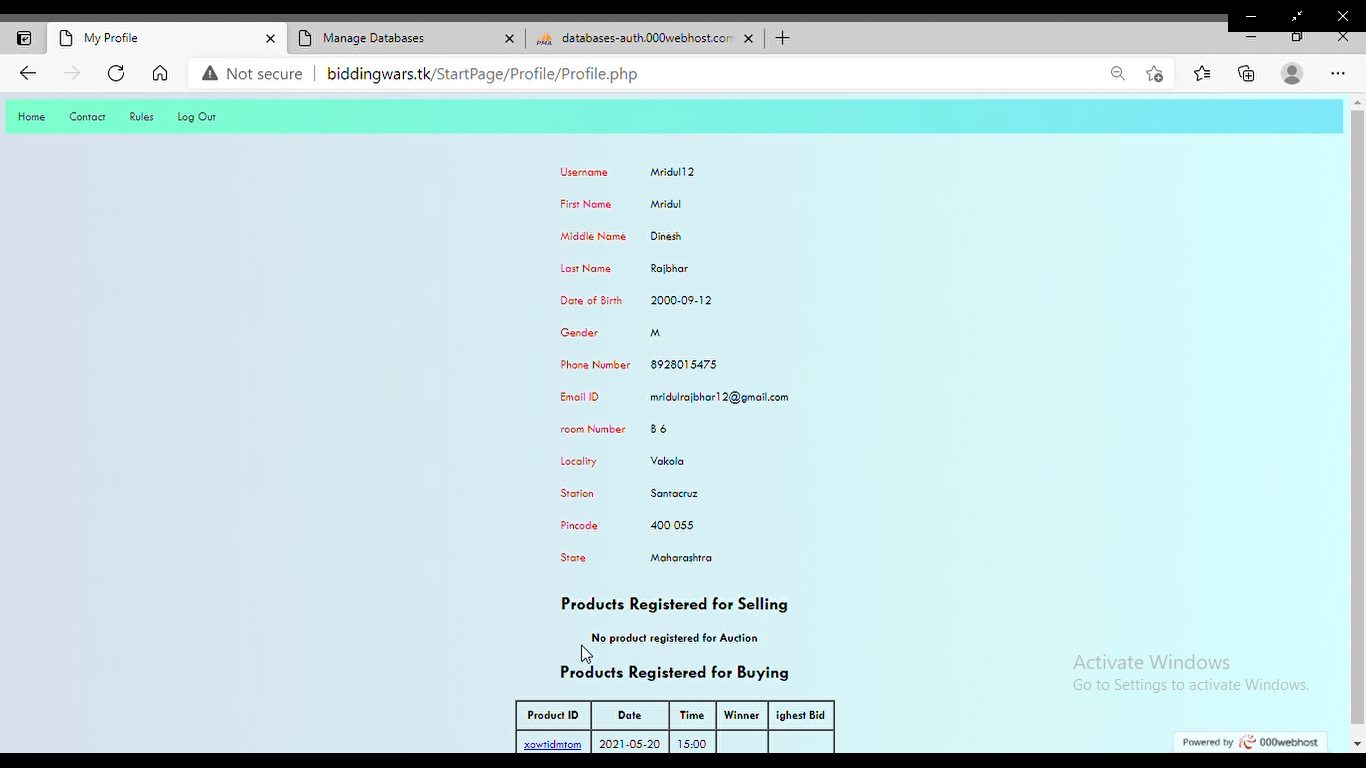 My Profile
Manage Databases
databases-auth.000webhost.com
Not secure
biddingwars.tk/StartPage/Profile/Profile.php
Home Contact Rules Log Out
Username Mridul12
First Name Mridul
Middle Name Dinesh
Last Name Rajbhar
Date of Birth 2000-09-12
Gender M
Phone Number 8928015475
Email ID mridulrajbhar12@gmail.com
room Number B 6
Locality Vakola
Station Santacruz
Pincode 400 055
State Maharashtra
Products Registered for Selling
No product registered for Auction
Products Registered for Buying
Product ID Date Time Winner ighest Bid
xowtidmtom 2021-05-20 15:00
Activate Windows
Go to Settings to activate Windows.
Powered by 000webhost